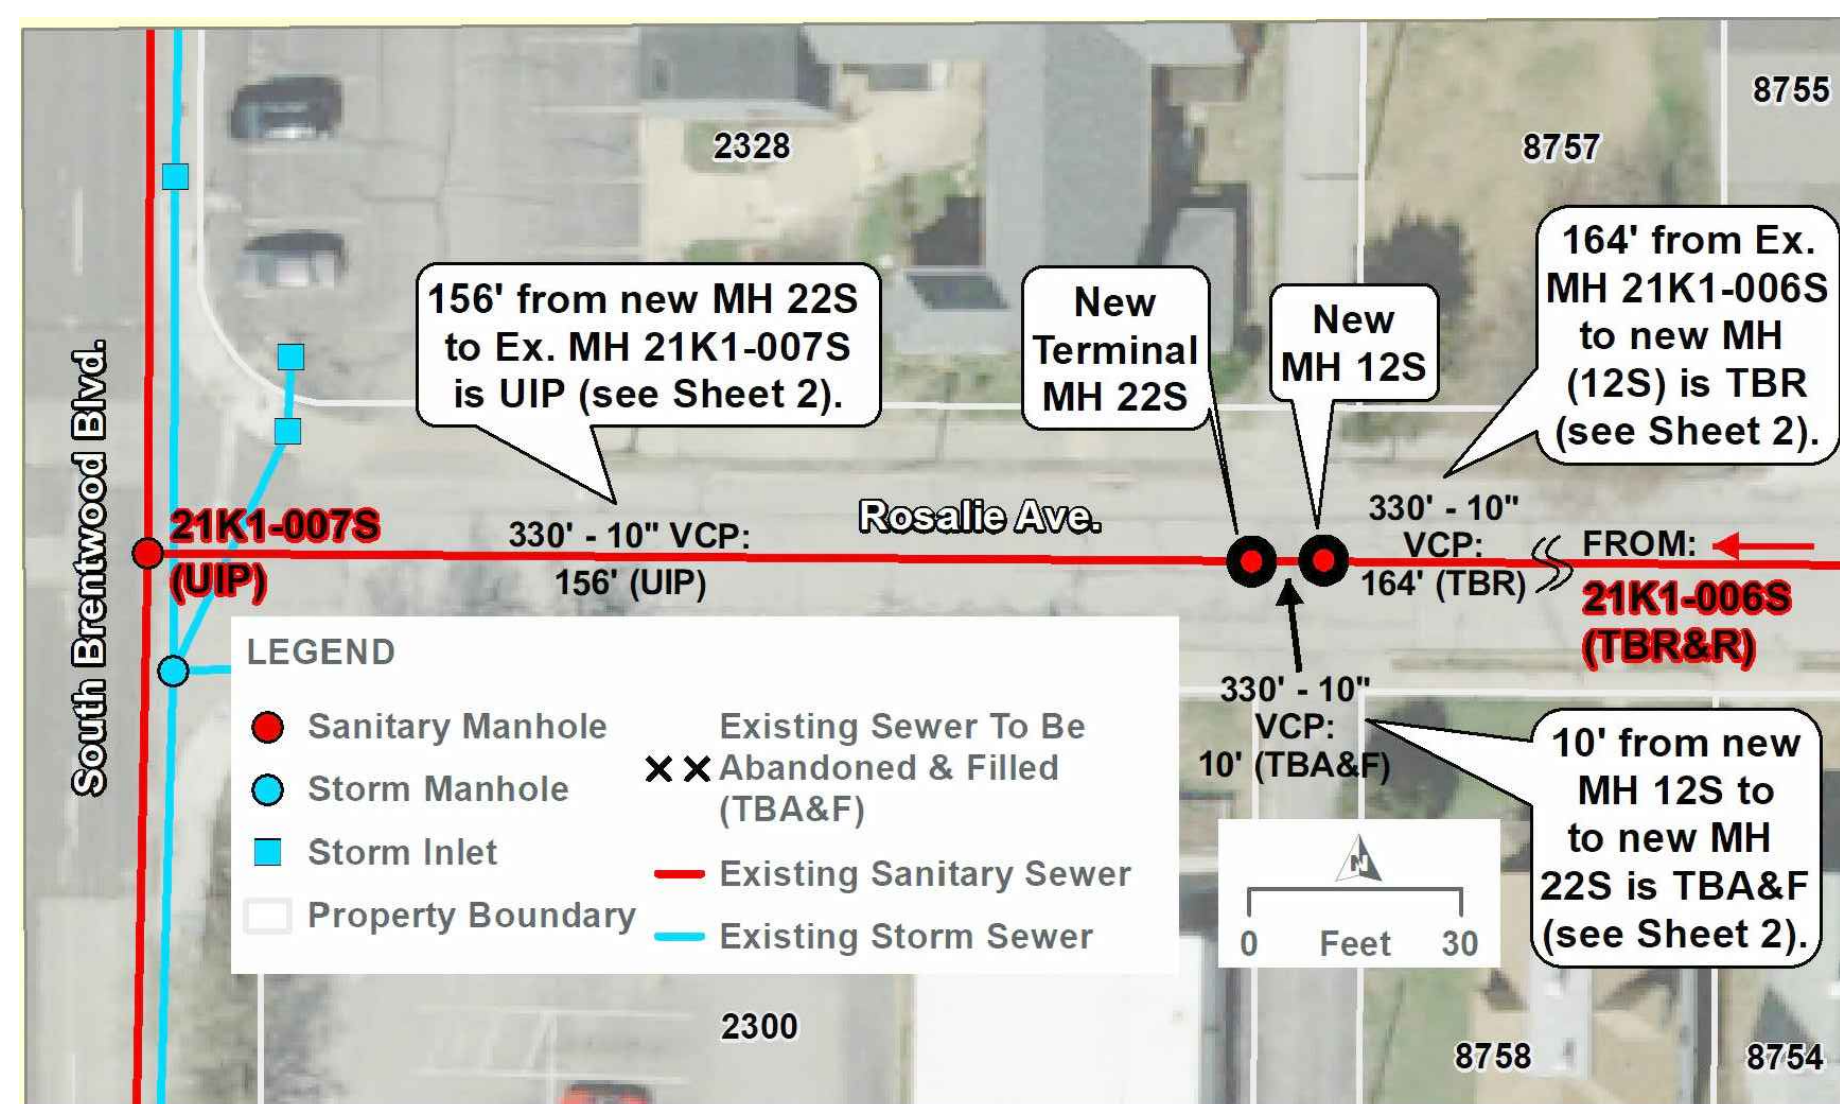 8755
2328
8757
164' from Ex.
MH 21K1-006S
to new MH
(12S) is TBR
(see Sheet 2).
156' from new MH 22S
to Ex. MH 21K1-007S
is UIP (see Sheet 2).
New
Terminal
MH 22S
New
MH 12S
South Brentwood Blvd.
21K1-007S
(UIP)
330' - 10" VCP:
156' (UIP)
Rosalie Ave.
330' - 10"
VCP:
164' (TBR)
FROM:
21K1-006S
(TBR&R)
330' - 10"
VCP:
10' (TBA&F)
10' from new
MH 12S to
to new MH
22S is TBA&F
(see Sheet 2).
LEGEND
Sanitary Manhole
Storm Manhole
Storm Inlet
Property Boundary
Existing Sewer To Be
Abandoned & Filled
(TBA&F)
Existing Sanitary Sewer
Existing Storm Sewer
N
0 Feet 30
2300
8758
8754